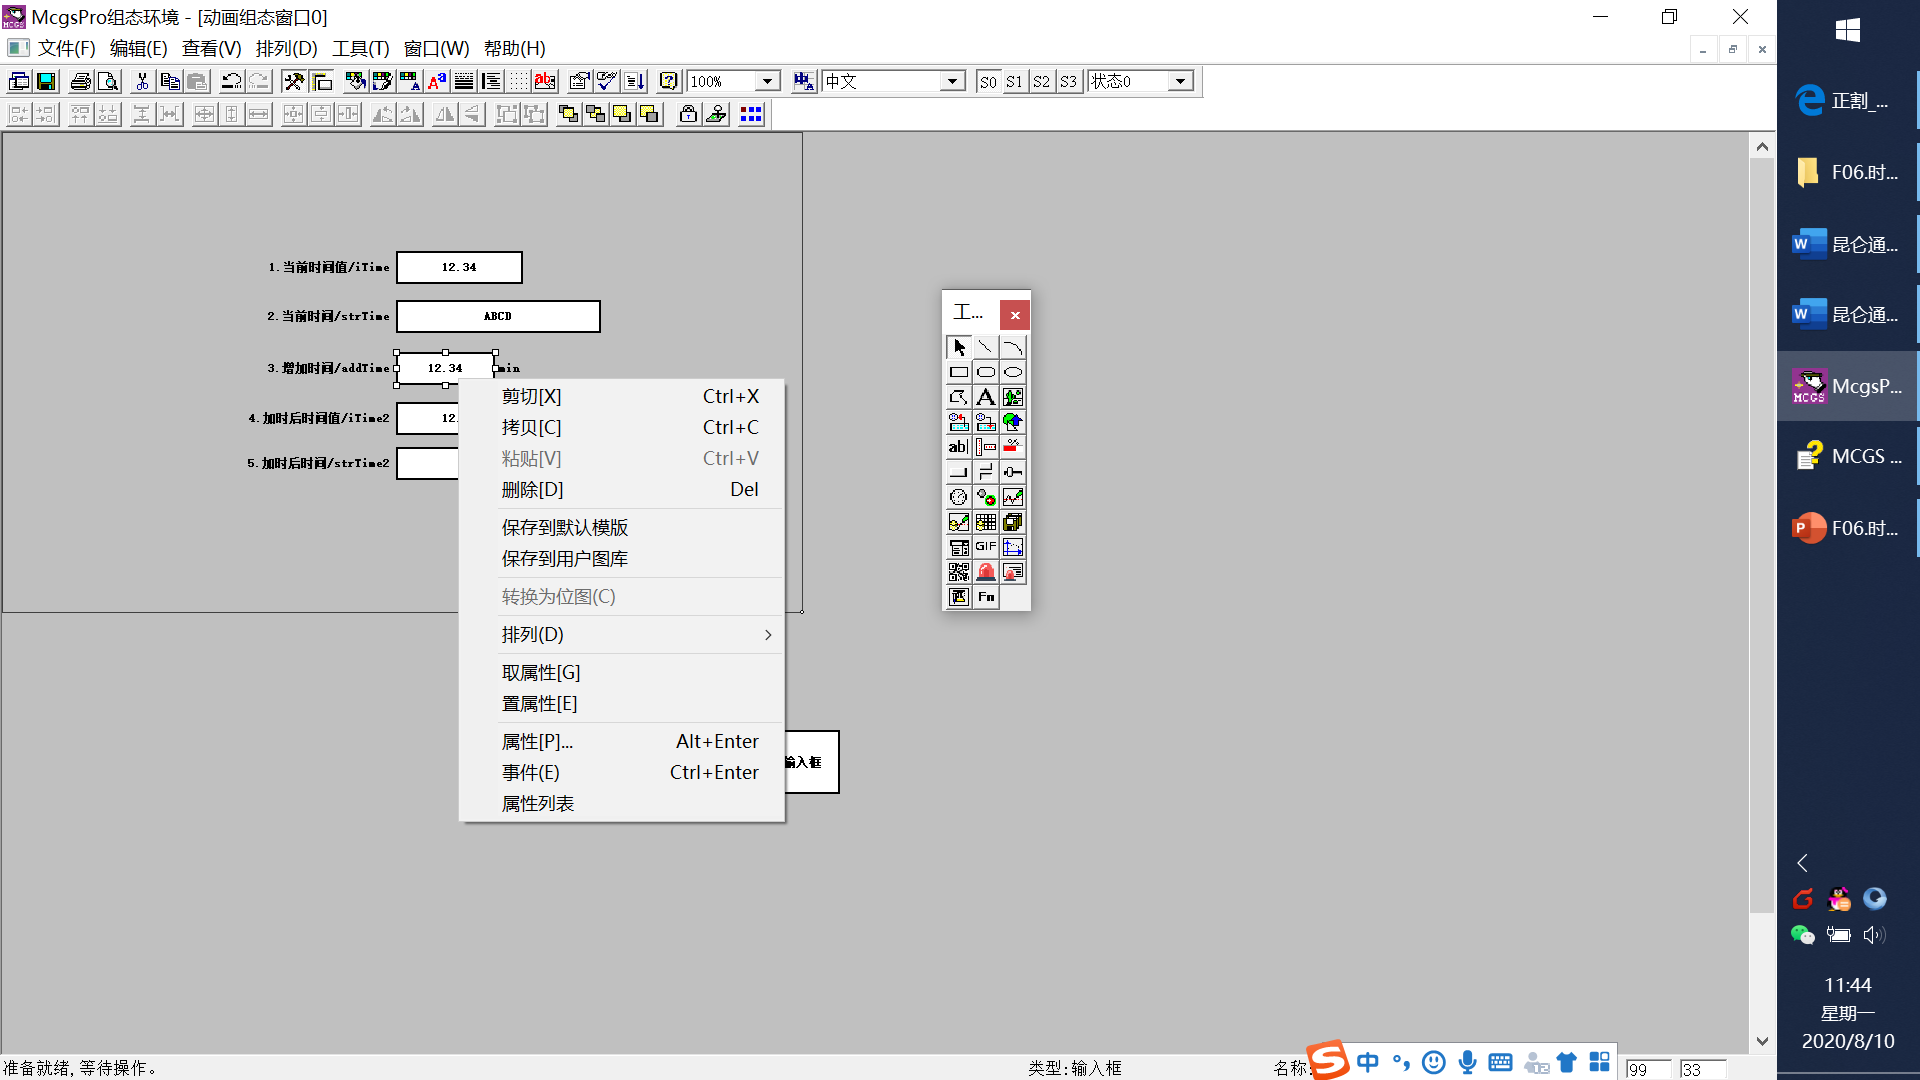 McgsPro组态环境 - [动画组态窗口0]
文件(F) 编辑(E) 查看(V) 排列(D) 工具(T) 窗口(W) 帮助(H)
100% 中文 S0 S1 S2 S3 状态0
1.当前时间值/iTime 12.34
2.当前时间/strTime ABCD
3.增加时间/addTime 12.34 min
4.加时后时间值/iTime2 12.
5.加时后时间/strTime2
剪切[X] Ctrl+X
拷贝[C] Ctrl+C
粘贴[V] Ctrl+V
删除[D] Del
保存到默认模版
保存到用户图库
转换为位图(C)
排列(D)
取属性[G]
置属性[E]
属性[P]... Alt+Enter
事件(E) Ctrl+Enter
属性列表
输入框
工...
A
ab|
GIF
Fn
正割_...
F06.时...
昆仑通...
昆仑通...
McgsP...
MCGS ...
F06.时...
11:44
星期一
2020/8/10
准备就绪,等待操作。
类型:输入框
名称:
中
99 33